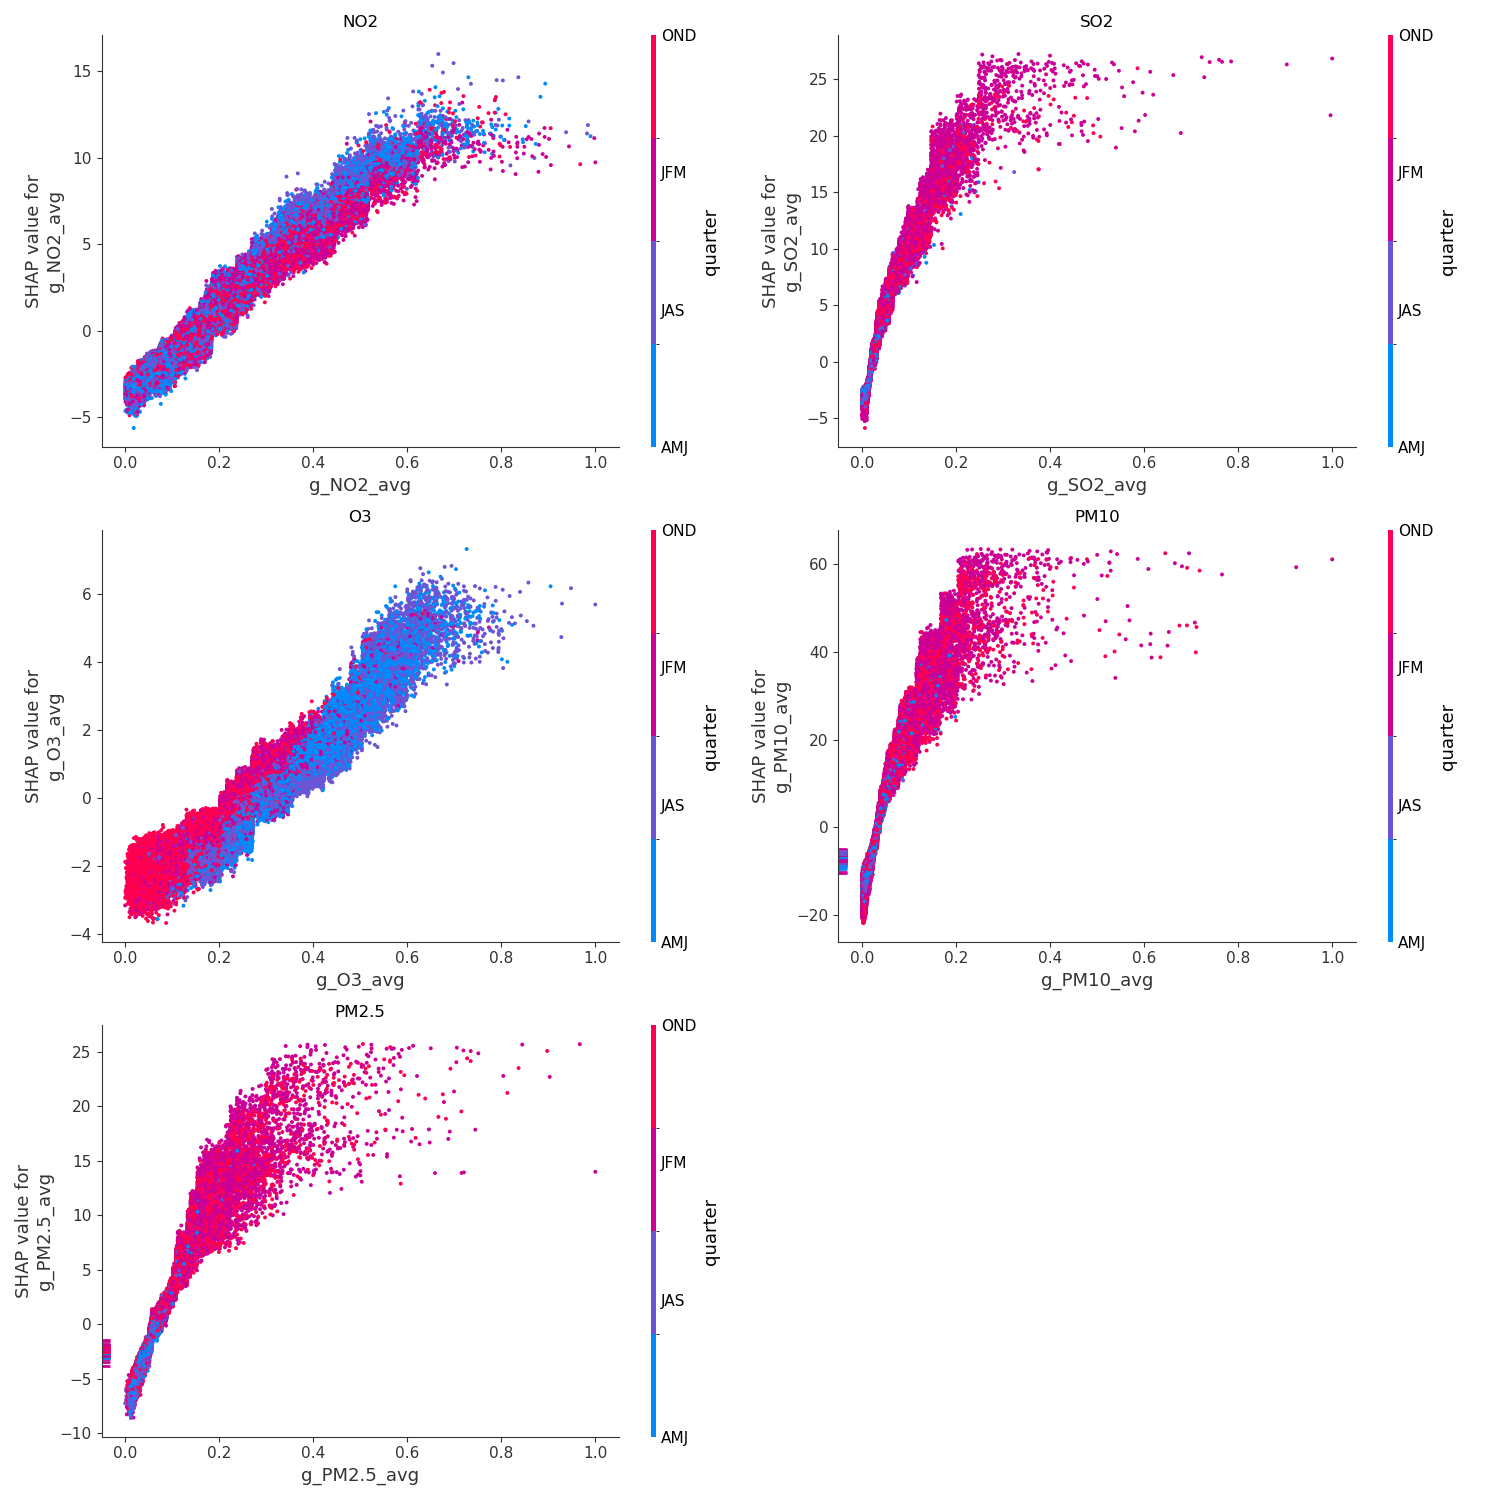 NO2
15
10
5
0
−5
0.0 0.2 0.4 0.6 0.8 1.0
g_NO2_avg
SHAP value for
g_NO2_avg
OND
JFM
JAS
AMJ
quarter
SO2
25
20
15
10
5
0
−5
0.0 0.2 0.4 0.6 0.8 1.0
g_SO2_avg
SHAP value for
g_SO2_avg
OND
JFM
JAS
AMJ
quarter
O3
6
4
2
0
−2
−4
0.0 0.2 0.4 0.6 0.8 1.0
g_O3_avg
SHAP value for
g_O3_avg
OND
JFM
JAS
AMJ
quarter
PM10
60
40
20
0
−20
0.0 0.2 0.4 0.6 0.8 1.0
g_PM10_avg
SHAP value for
g_PM10_avg
OND
JFM
JAS
AMJ
quarter
PM2.5
25
20
15
10
5
0
−5
−10
0.0 0.2 0.4 0.6 0.8 1.0
g_PM2.5_avg
SHAP value for
g_PM2.5_avg
OND
JFM
JAS
AMJ
quarter